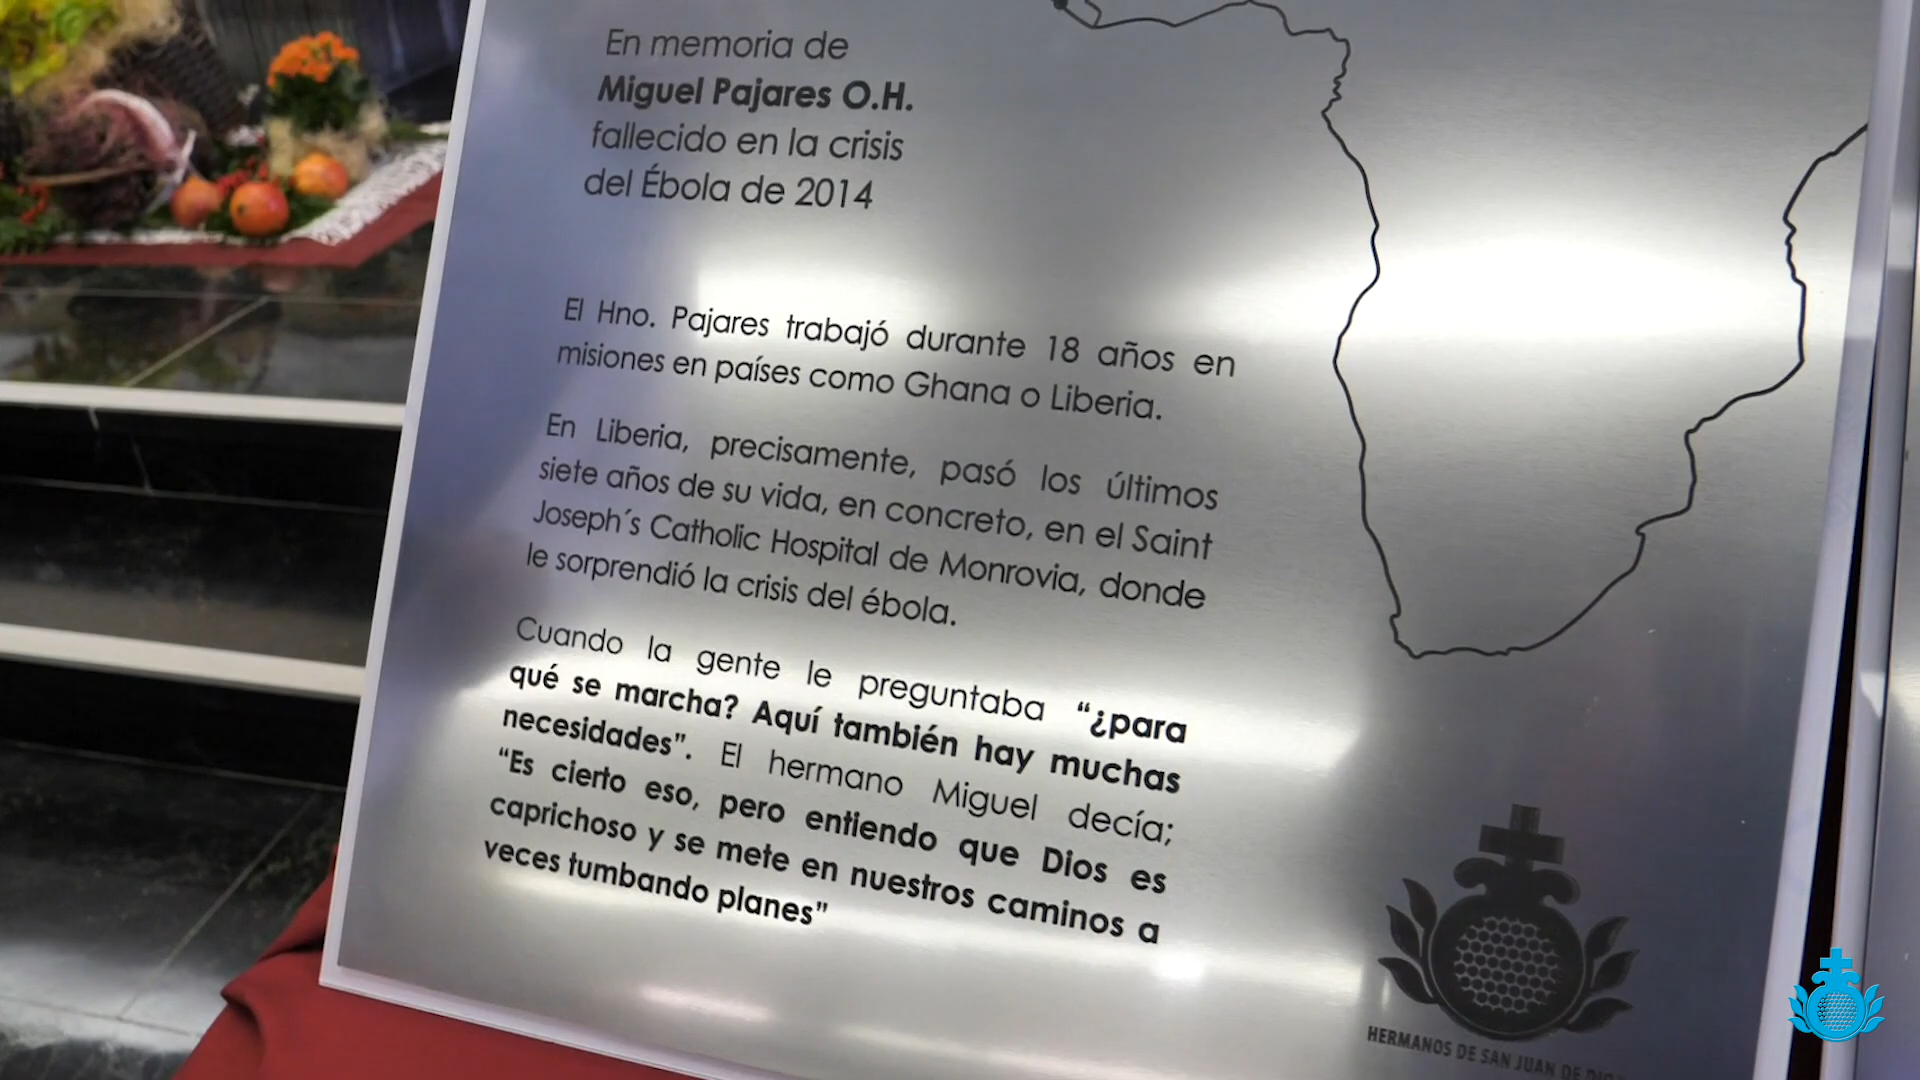 En memoria de
Miguel Pajares O.H.
fallecido en la crisis
del Ébola de 2014
El Hno. Pajares trabajó durante 18 años en
misiones en países como Ghana o Liberia.
En Liberia, precisamente, pasó los últimos
siete años de su vida, en concreto, en el Saint
Joseph´s Catholic Hospital de Monrovia, donde
le sorprendió la crisis del ébola.
Cuando la gente le preguntaba “¿para
qué se marcha? Aquí también hay muchas
necesidades”. El hermano Miguel decía;
“Es cierto eso, pero entiendo que Dios es
caprichoso y se mete en nuestros caminos a
veces tumbando planes”
HERMANOS DE SAN JUAN DE